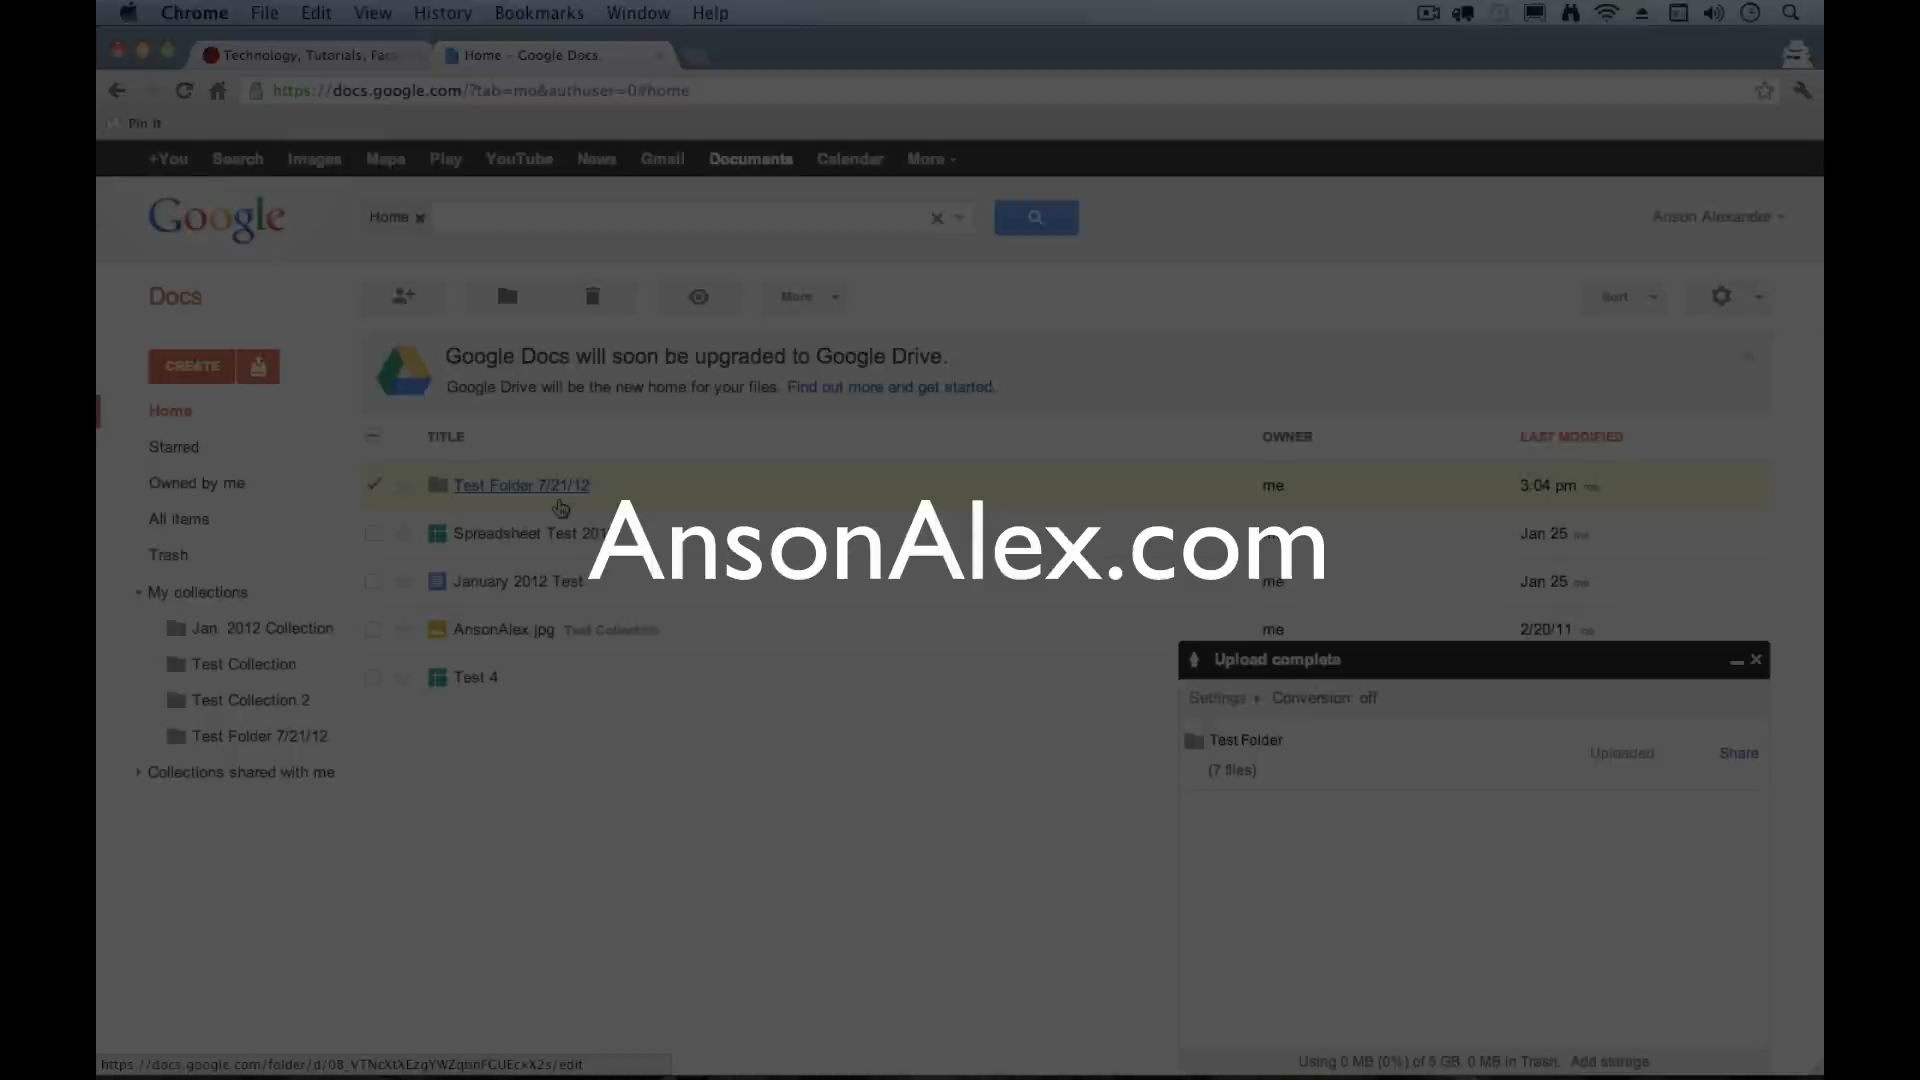 Chrome File Edit View History Bookmarks Window Help
Technology, Tutorials, Fac
Home - Google Docs
https://docs.google.com/?tab=mo&authuser=0#home
Pin It
+You Search Images Maps Play YouTube News Gmail Documents Calendar More
Google
Home
Anson Alexander
Docs
More
Sort
CREATE
Google Docs will soon be upgraded to Google Drive.
Google Drive will be the new home for your files. Find out more and get started.
Home
Starred
Owned by me
All items
Trash
My collections
Jan. 2012 Collection
Test Collection
Test Collection 2
Test Folder 7/21/12
Collections shared with me
TITLE OWNER LAST MODIFIED
Test Folder 7/21/12 me 3:04 pm me
Spreadsheet Test 201 Jan 25 me
AnsonAlex.com
January 2012 Test me Jan 25 me
AnsonAlex.jpg Test Collection me 2/20/11 me
Test 4
Upload complete
Settings Conversion: off
Test Folder
(7 files)
Uploaded Share
Using 0 MB (0%) of 5 GB. 0 MB in Trash. Add storage